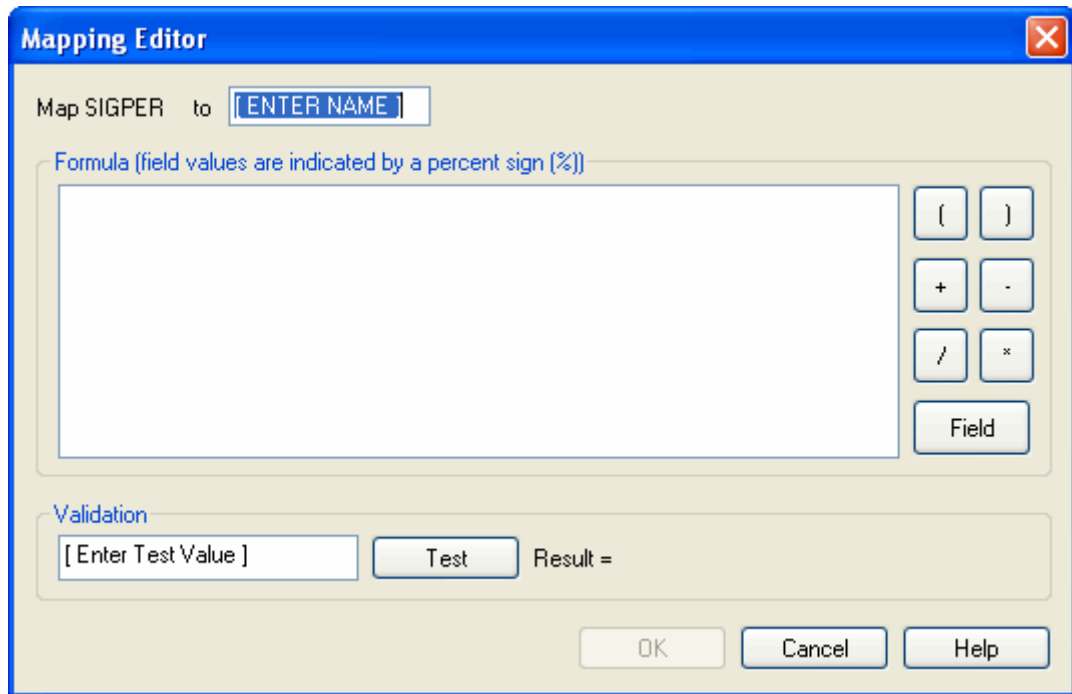 Mapping Editor
Map SIGPER to [ ENTER NAME ]
Formula (field values are indicated by a percent sign (%))
( )
+ -
/ *
Field
Validation
[ Enter Test Value ] Test Result =
OK Cancel Help